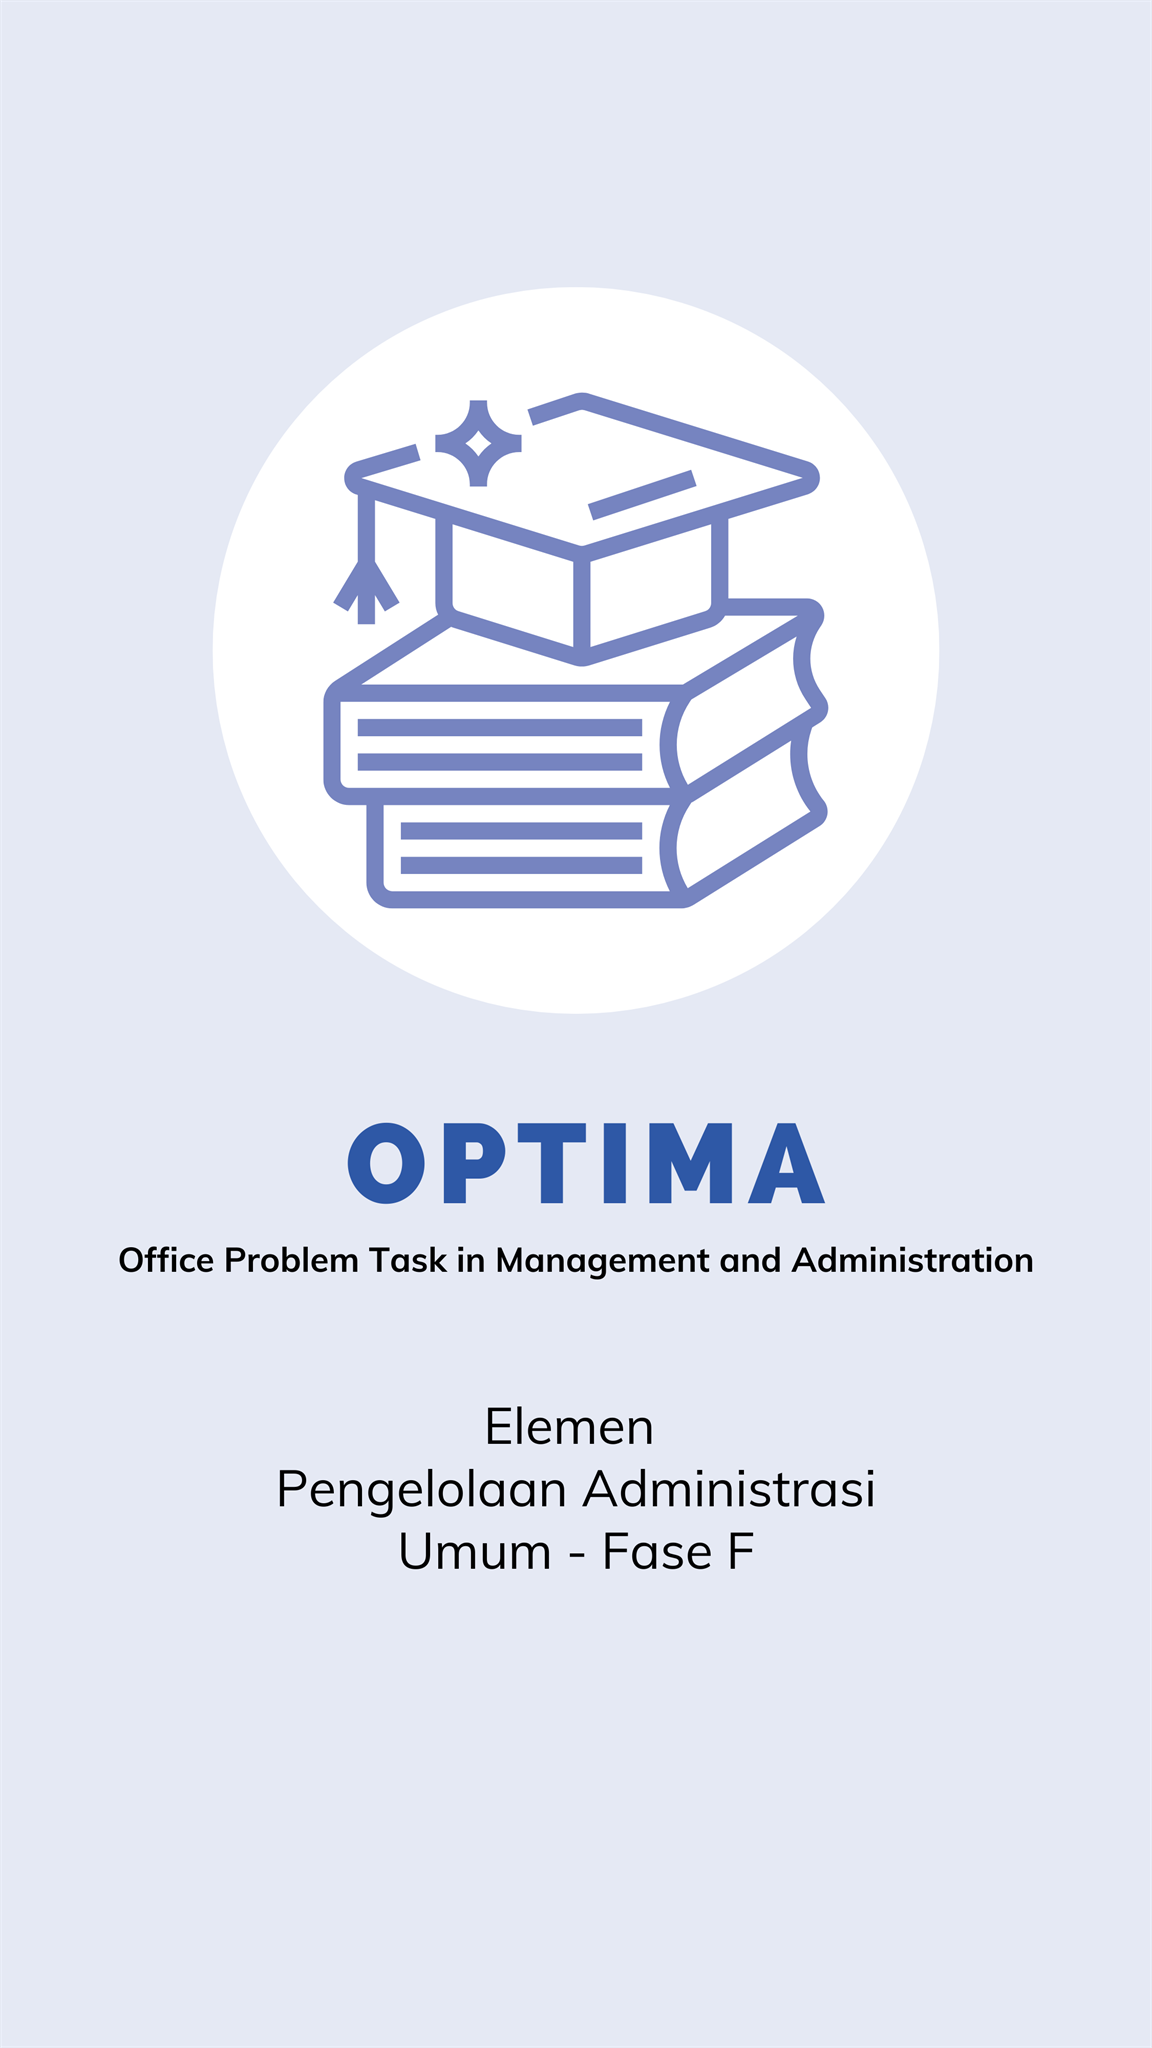 OPTIMA
Office Problem Task in Management and Administration
Elemen
Pengelolaan Administrasi
Umum - Fase F